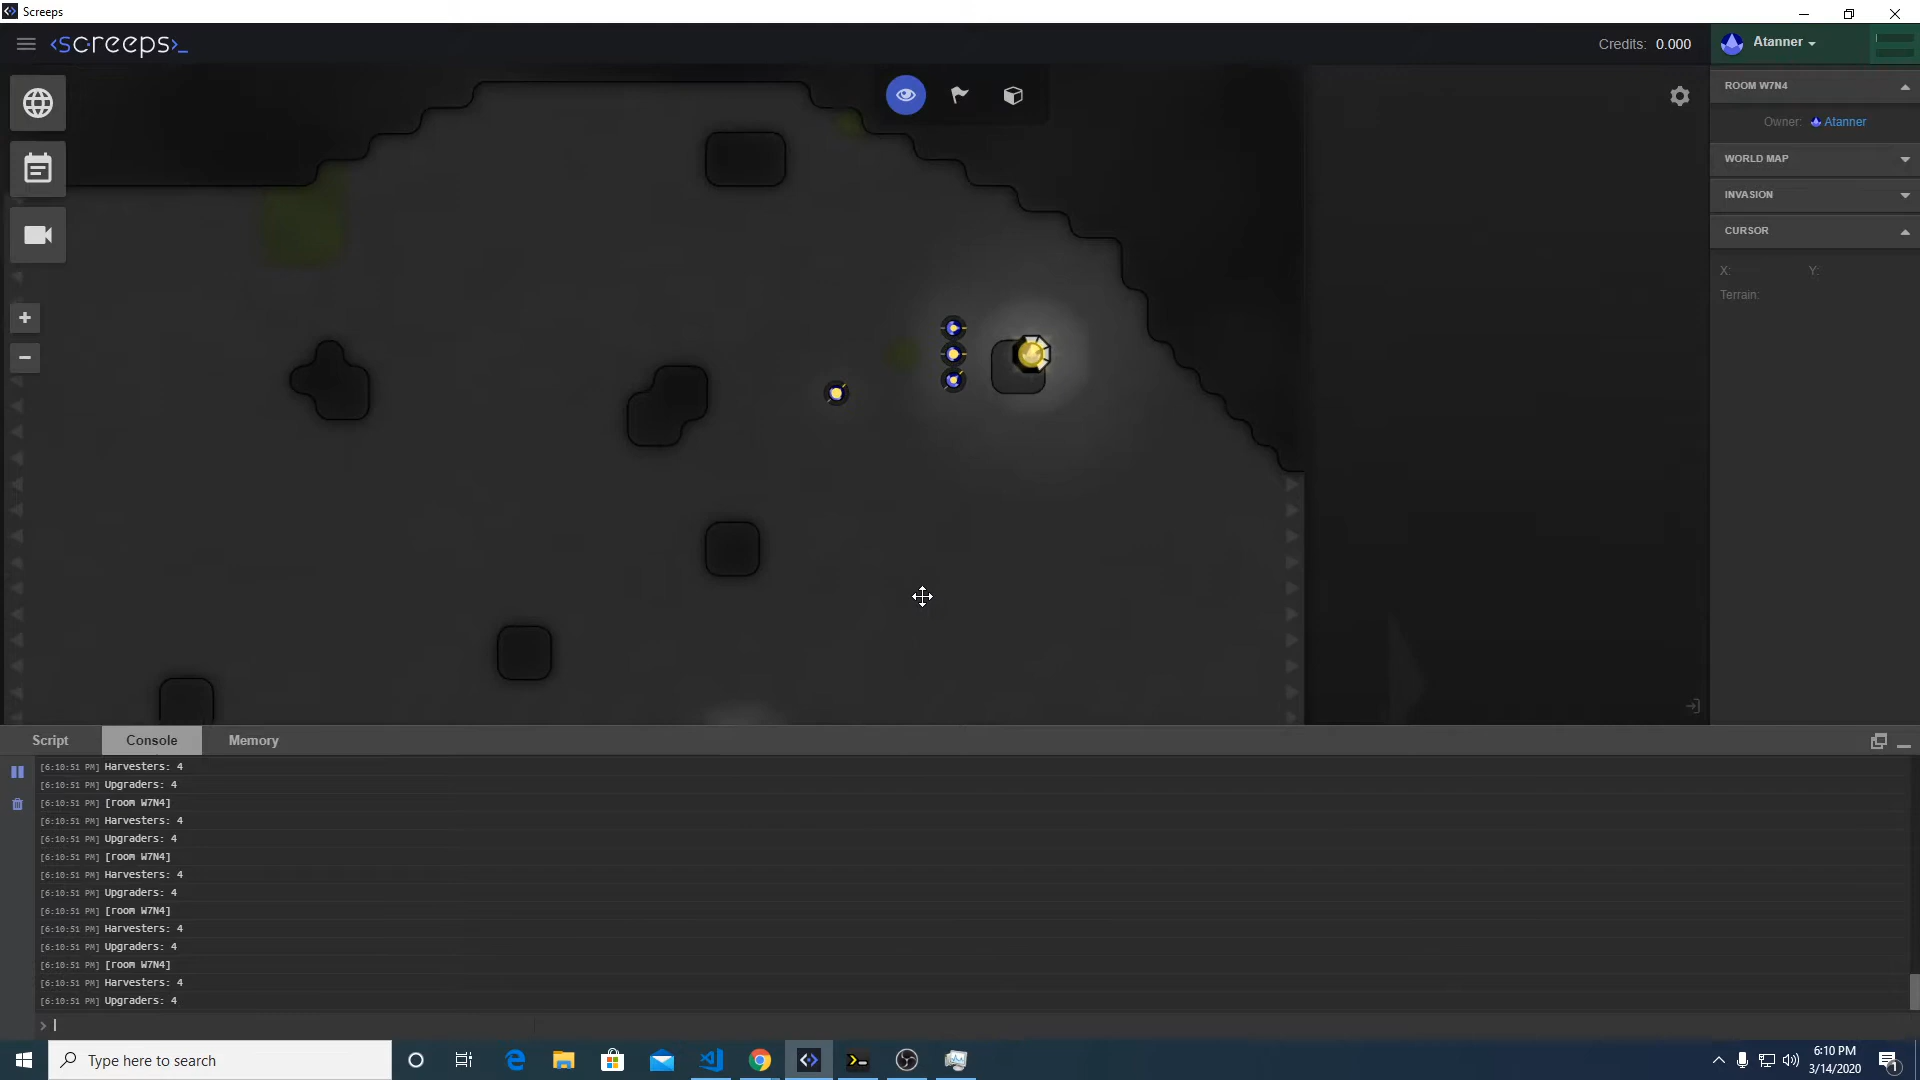 Screeps
<screeps>_
Credits: 0.000
Atanner
ROOM W7N4
Owner: Atanner
WORLD MAP
INVASION
CURSOR
X: Y:
Terrain:
Script Console Memory
[6:10:51 PM] Harvesters: 4
[6:10:51 PM] Upgraders: 4
[6:10:51 PM] [room W7N4]
[6:10:51 PM] Harvesters: 4
[6:10:51 PM] Upgraders: 4
[6:10:51 PM] [room W7N4]
[6:10:51 PM] Harvesters: 4
[6:10:51 PM] Upgraders: 4
[6:10:51 PM] [room W7N4]
[6:10:51 PM] Harvesters: 4
[6:10:51 PM] Upgraders: 4
[6:10:51 PM] [room W7N4]
[6:10:51 PM] Harvesters: 4
[6:10:51 PM] Upgraders: 4
>
Type here to search
6:10 PM
3/14/2020
1